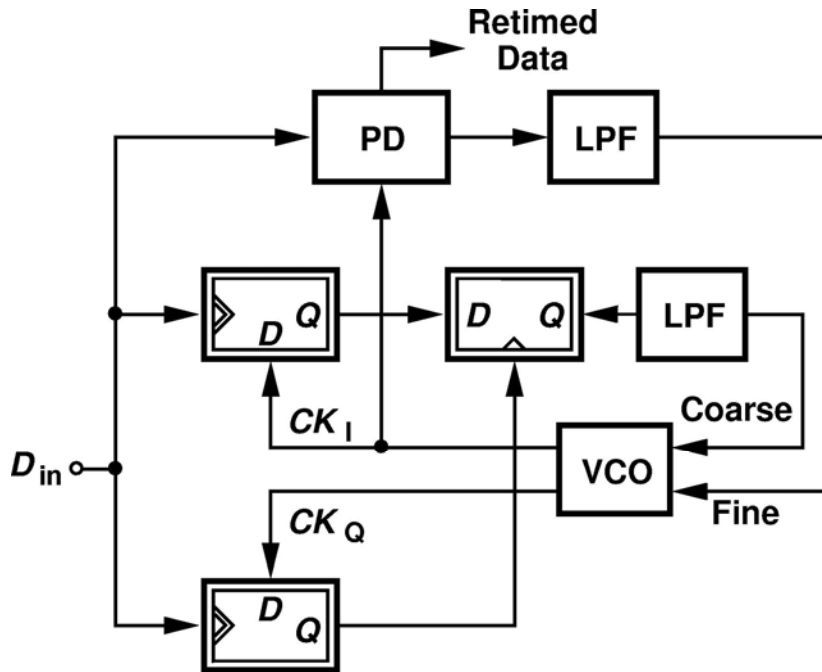 Retimed
Data
PD
LPF
Q
D
D Q
LPF
CK I
Coarse
D in
VCO
CK Q
Fine
D
Q